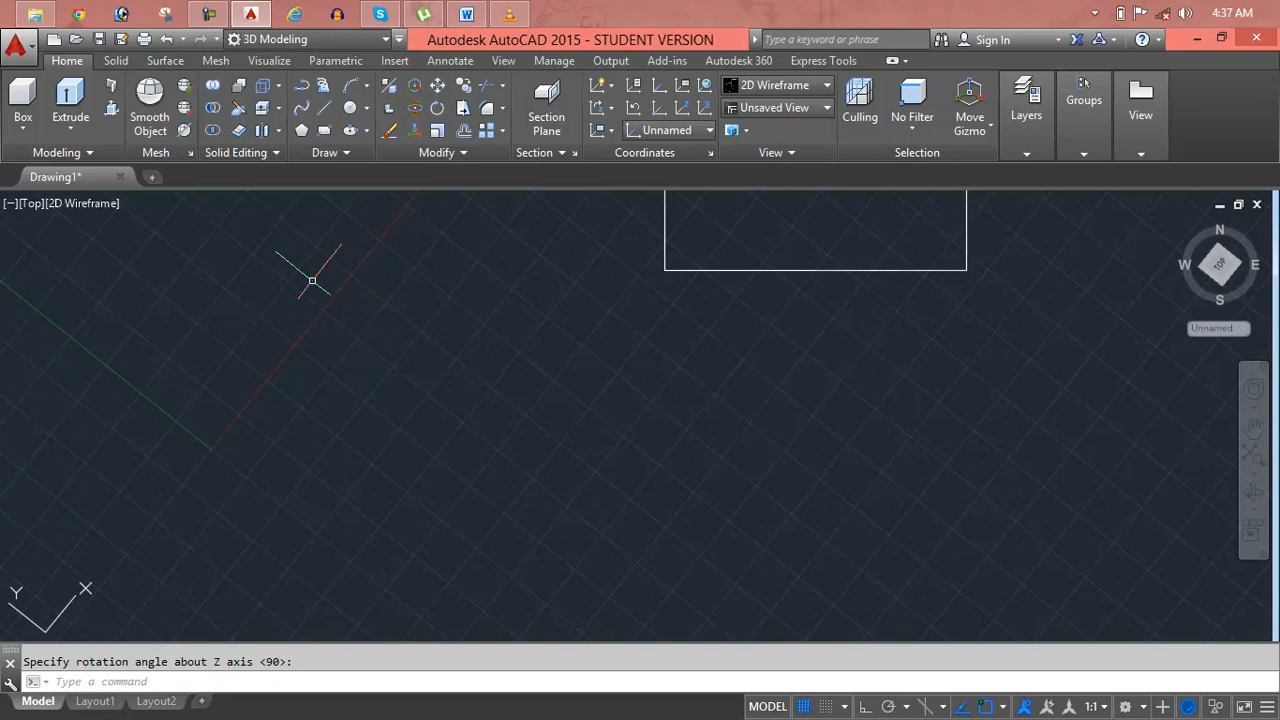 4:37 AM
3D Modeling
Autodesk AutoCAD 2015 - STUDENT VERSION
Type a keyword or phrase
Sign In
Home Solid Surface Mesh Visualize Parametric Insert Annotate View Manage Output Add-ins Autodesk 360 Express Tools
2D Wireframe
Unsaved View
Unnamed
Box Extrude Smooth Object Section Plane Culling No Filter Move Gizmo Layers Groups View
Modeling Mesh Solid Editing Draw Modify Section Coordinates View Selection
Drawing1*
[−][Top][2D Wireframe]
N
W TOP E
S
Unnamed
Y X
Specify rotation angle about Z axis <90>:
Type a command
Model Layout1 Layout2
MODEL 1:1